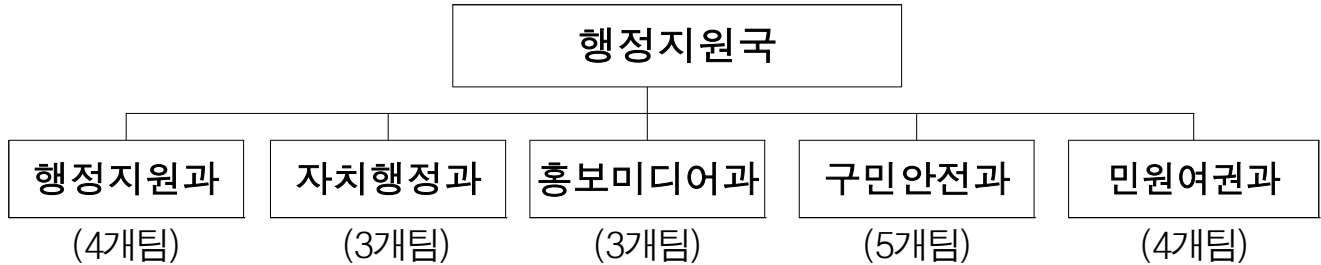 행정지원국
행정지원과 자치행정과 홍보미디어과 구민안전과 민원여권과
(4개팀) (3개팀) (3개팀) (5개팀) (4개팀)